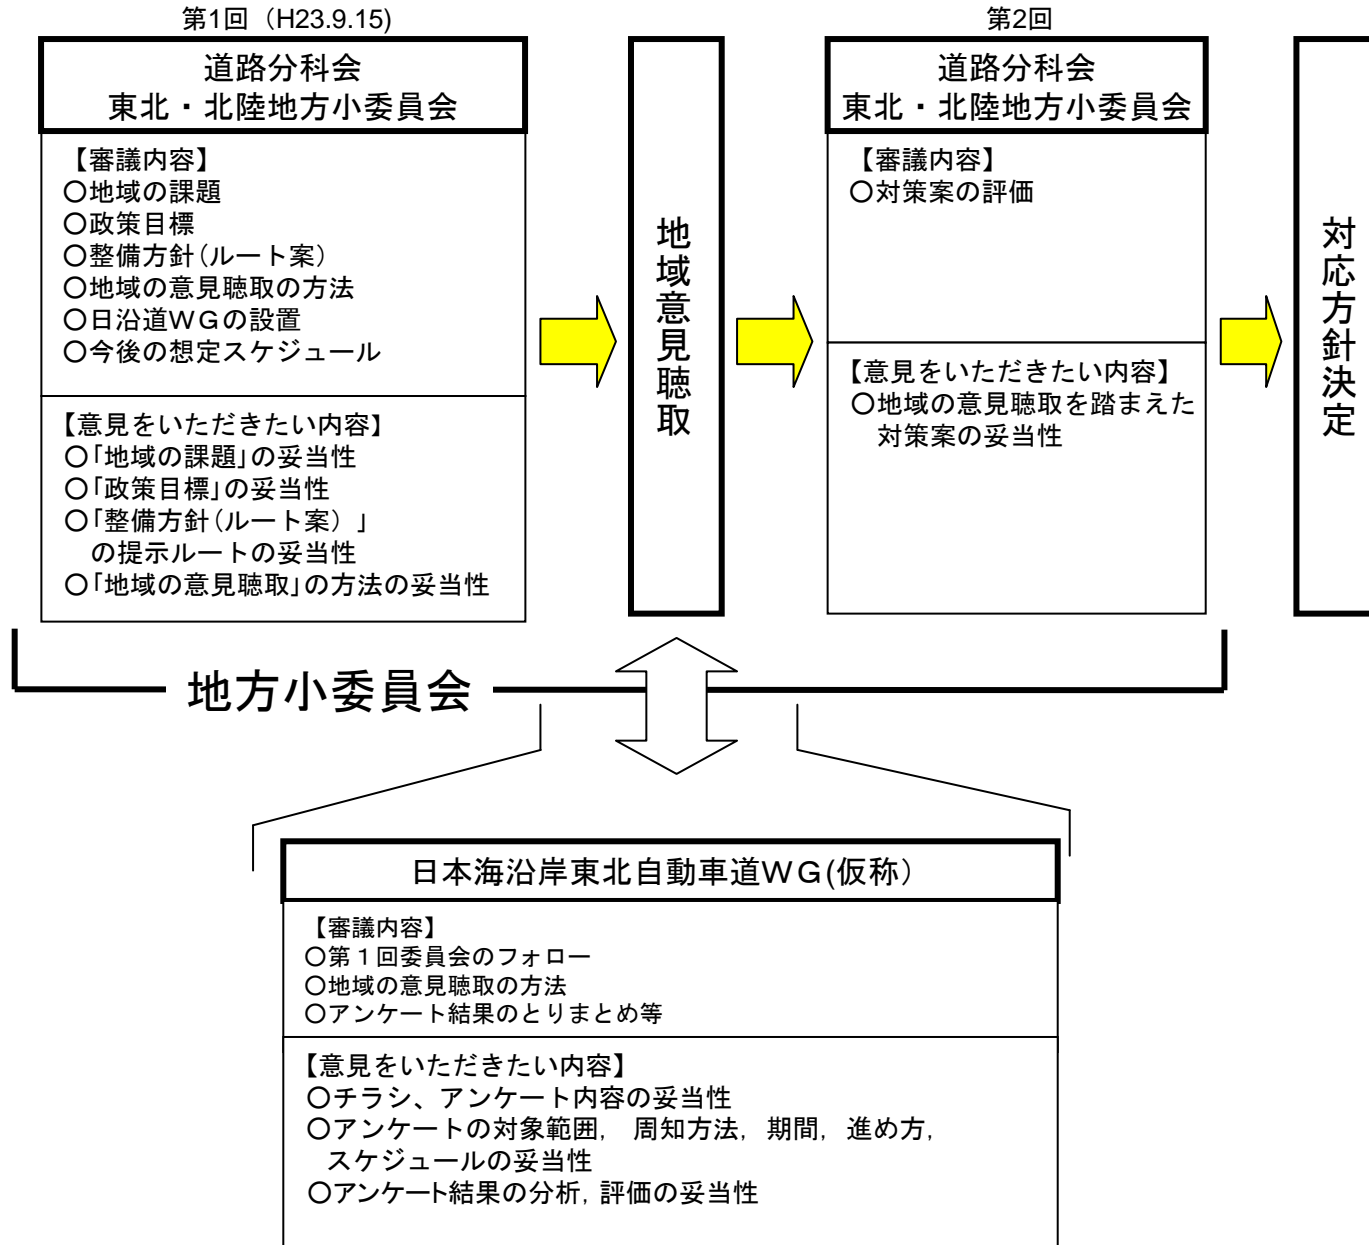 第1回（H23.9.15)
道路分科会
東北・北陸地方小委員会
【審議内容】
○地域の課題
○政策目標
○整備方針（ルート案）
○地域の意見聴取の方法
○日沿道ＷＧの設置
○今後の想定スケジュール
【意見をいただきたい内容】
○｢地域の課題｣の妥当性
○｢政策目標｣の妥当性
○｢整備方針（ルート案）｣
の提示ルートの妥当性
○｢地域の意見聴取｣の方法の妥当性
地域意見聴取
第2回
道路分科会
東北・北陸地方小委員会
【審議内容】
○対策案の評価
【意見をいただきたい内容】
○地域の意見聴取を踏まえた
対策案の妥当性
対応方針決定
地方小委員会
日本海沿岸東北自動車道ＷＧ(仮称）
【審議内容】
○第１回委員会のフォロー
○地域の意見聴取の方法
○アンケート結果のとりまとめ等
【意見をいただきたい内容】
○チラシ、アンケート内容の妥当性
○アンケートの対象範囲，周知方法，期間，進め方，
スケジュールの妥当性
○アンケート結果の分析，評価の妥当性